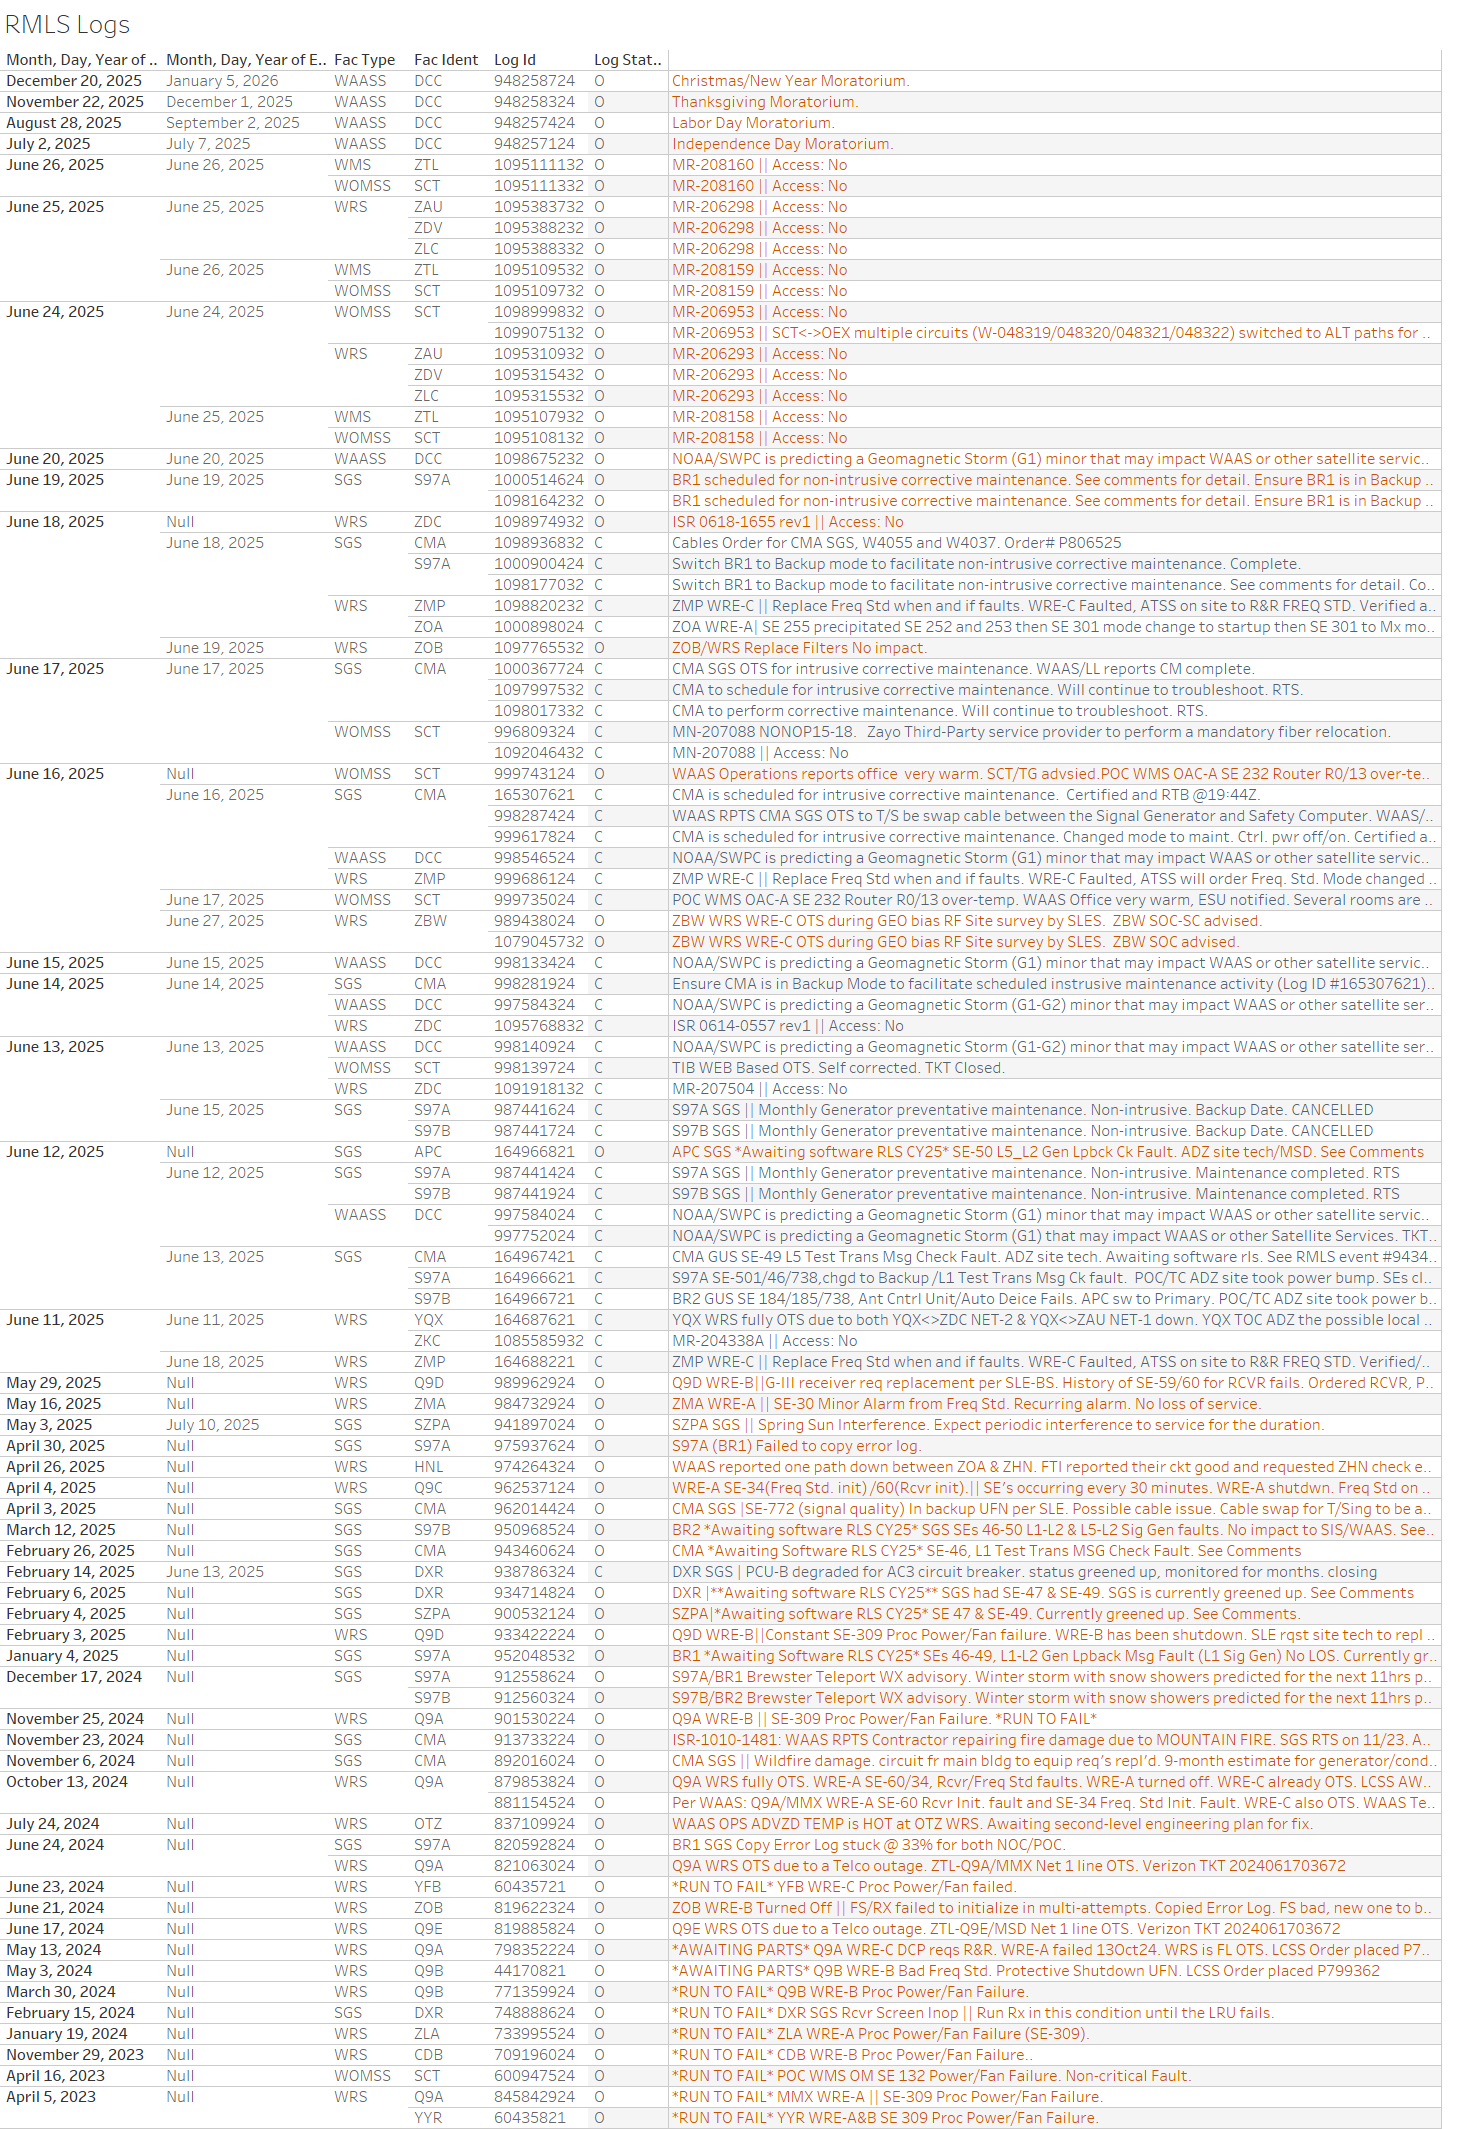 RMLS Logs
Month, Day, Year of .. Month, Day, Year of E.. Fac Type Fac Ident Log Id Log Stat..
December 20, 2025 January 5, 2026 WAASS DCC 948258724 O Christmas/New Year Moratorium.
November 22, 2025 December 1, 2025 WAASS DCC 948258324 O Thanksgiving Moratorium.
August 28, 2025 September 2, 2025 WAASS DCC 948257424 O Labor Day Moratorium.
July 2, 2025 July 7, 2025 WAASS DCC 948257124 O Independence Day Moratorium.
June 26, 2025 June 26, 2025 WMS ZTL 1095111132 O MR-208160 || Access: No
WOMSS SCT 1095111332 O MR-208160 || Access: No
June 25, 2025 June 25, 2025 WRS ZAU 1095383732 O MR-206298 || Access: No
ZDV 1095388232 O MR-206298 || Access: No
ZLC 1095388332 O MR-206298 || Access: No
June 26, 2025 WMS ZTL 1095109532 O MR-208159 || Access: No
WOMSS SCT 1095109732 O MR-208159 || Access: No
June 24, 2025 June 24, 2025 WOMSS SCT 1098999832 O MR-206953 || Access: No
1099075132 O MR-206953 || SCT<->OEX multiple circuits (W-048319/048320/048321/048322) switched to ALT paths for ..
WRS ZAU 1095310932 O MR-206293 || Access: No
ZDV 1095315432 O MR-206293 || Access: No
ZLC 1095315532 O MR-206293 || Access: No
June 25, 2025 WMS ZTL 1095107932 O MR-208158 || Access: No
WOMSS SCT 1095108132 O MR-208158 || Access: No
June 20, 2025 June 20, 2025 WAASS DCC 1098675232 O NOAA/SWPC is predicting a Geomagnetic Storm (G1) minor that may impact WAAS or other satellite servic..
June 19, 2025 June 19, 2025 SGS S97A 1000514624 O BR1 scheduled for non-intrusive corrective maintenance. See comments for detail. Ensure BR1 is in Backup ..
1098164232 O BR1 scheduled for non-intrusive corrective maintenance. See comments for detail. Ensure BR1 is in Backup ..
June 18, 2025 Null WRS ZDC 1098974932 O ISR 0618-1655 rev1 || Access: No
June 18, 2025 SGS CMA 1098936832 C Cables Order for CMA SGS, W4055 and W4037. Order# P806525
S97A 1000900424 C Switch BR1 to Backup mode to facilitate non-intrusive corrective maintenance. Complete.
1098177032 C Switch BR1 to Backup mode to facilitate non-intrusive corrective maintenance. See comments for detail. Co..
WRS ZMP 1098820232 C ZMP WRE-C || Replace Freq Std when and if faults. WRE-C Faulted, ATSS on site to R&R FREQ STD. Verified a..
ZOA 1000898024 C ZOA WRE-A| SE 255 precipitated SE 252 and 253 then SE 301 mode change to startup then SE 301 to Mx mo..
June 19, 2025 WRS ZOB 1097765532 O ZOB/WRS Replace Filters No impact.
June 17, 2025 June 17, 2025 SGS CMA 1000367724 C CMA SGS OTS for intrusive corrective maintenance. WAAS/LL reports CM complete.
1097997532 C CMA to schedule for intrusive corrective maintenance. Will continue to troubleshoot. RTS.
1098017332 C CMA to perform corrective maintenance. Will continue to troubleshoot. RTS.
WOMSS SCT 996809324 C MN-207088 NONOP15-18. Zayo Third-Party service provider to perform a mandatory fiber relocation.
1092046432 C MN-207088 || Access: No
June 16, 2025 Null WOMSS SCT 999743124 O WAAS Operations reports office very warm. SCT/TG advsied.POC WMS OAC-A SE 232 Router R0/13 over-te..
June 16, 2025 SGS CMA 165307621 C CMA is scheduled for intrusive corrective maintenance. Certified and RTB @19:44Z.
998287424 C WAAS RPTS CMA SGS OTS to T/S be swap cable between the Signal Generator and Safety Computer. WAAS/..
999617824 C CMA is scheduled for intrusive corrective maintenance. Changed mode to maint. Ctrl. pwr off/on. Certified a..
WAASS DCC 998546524 C NOAA/SWPC is predicting a Geomagnetic Storm (G1) minor that may impact WAAS or other satellite servic..
WRS ZMP 999686124 C ZMP WRE-C || Replace Freq Std when and if faults. WRE-C Faulted, ATSS will order Freq. Std. Mode changed ..
June 17, 2025 WOMSS SCT 999735024 C POC WMS OAC-A SE 232 Router R0/13 over-temp. WAAS Office very warm, ESU notified. Several rooms are ..
June 27, 2025 WRS ZBW 989438024 O ZBW WRS WRE-C OTS during GEO bias RF Site survey by SLES. ZBW SOC-SC advised.
1079045732 O ZBW WRS WRE-C OTS during GEO bias RF Site survey by SLES. ZBW SOC advised.
June 15, 2025 June 15, 2025 WAASS DCC 998133424 C NOAA/SWPC is predicting a Geomagnetic Storm (G1) minor that may impact WAAS or other satellite servic..
June 14, 2025 June 14, 2025 SGS CMA 998281924 C Ensure CMA is in Backup Mode to facilitate scheduled instrusive maintenance activity (Log ID #165307621)..
WAASS DCC 997584324 C NOAA/SWPC is predicting a Geomagnetic Storm (G1-G2) minor that may impact WAAS or other satellite ser..
WRS ZDC 1095768832 C ISR 0614-0557 rev1 || Access: No
June 13, 2025 June 13, 2025 WAASS DCC 998140924 C NOAA/SWPC is predicting a Geomagnetic Storm (G1-G2) minor that may impact WAAS or other satellite ser..
WOMSS SCT 998139724 C TIB WEB Based OTS. Self corrected. TKT Closed.
WRS ZDC 1091918132 C MR-207504 || Access: No
June 15, 2025 SGS S97A 987441624 C S97A SGS || Monthly Generator preventative maintenance. Non-intrusive. Backup Date. CANCELLED
S97B 987441724 C S97B SGS || Monthly Generator preventative maintenance. Non-intrusive. Backup Date. CANCELLED
June 12, 2025 Null SGS APC 164966821 O APC SGS *Awaiting software RLS CY25* SE-50 L5_L2 Gen Lpbck Ck Fault. ADZ site tech/MSD. See Comments
June 12, 2025 SGS S97A 987441424 C S97A SGS || Monthly Generator preventative maintenance. Non-intrusive. Maintenance completed. RTS
S97B 987441924 C S97B SGS || Monthly Generator preventative maintenance. Non-intrusive. Maintenance completed. RTS
WAASS DCC 997584024 C NOAA/SWPC is predicting a Geomagnetic Storm (G1) minor that may impact WAAS or other satellite servic..
997752024 C NOAA/SWPC is predicting a Geomagnetic Storm (G1) that may impact WAAS or other Satellite Services. TKT..
June 13, 2025 SGS CMA 164967421 C CMA GUS SE-49 L5 Test Trans Msg Check Fault. ADZ site tech. Awaiting software rls. See RMLS event #9434..
S97A 164966621 C S97A SE-501/46/738,chgd to Backup /L1 Test Trans Msg Ck fault. POC/TC ADZ site took power bump. SEs cl..
S97B 164966721 C BR2 GUS SE 184/185/738, Ant Cntrl Unit/Auto Deice Fails. APC sw to Primary. POC/TC ADZ site took power b..
June 11, 2025 June 11, 2025 WRS YQX 164687621 C YQX WRS fully OTS due to both YQX<>ZDC NET-2 & YQX<>ZAU NET-1 down. YQX TOC ADZ the possible local ..
ZKC 1085585932 C MR-204338A || Access: No
June 18, 2025 WRS ZMP 164688221 C ZMP WRE-C || Replace Freq Std when and if faults. WRE-C Faulted, ATSS on site to R&R FREQ STD. Verified/..
May 29, 2025 Null WRS Q9D 989962924 O Q9D WRE-B||G-III receiver req replacement per SLE-BS. History of SE-59/60 for RCVR fails. Ordered RCVR, P..
May 16, 2025 Null WRS ZMA 984732924 O ZMA WRE-A || SE-30 Minor Alarm from Freq Std. Recurring alarm. No loss of service.
May 3, 2025 July 10, 2025 SGS SZPA 941897024 O SZPA SGS || Spring Sun Interference. Expect periodic interference to service for the duration.
April 30, 2025 Null SGS S97A 975937624 O S97A (BR1) Failed to copy error log.
April 26, 2025 Null WRS HNL 974264324 O WAAS reported one path down between ZOA & ZHN. FTI reported their ckt good and requested ZHN check e..
April 4, 2025 Null WRS Q9C 962537124 O WRE-A SE-34(Freq Std. init) /60(Rcvr init).|| SE's occurring every 30 minutes. WRE-A shutdwn. Freq Std on ..
April 3, 2025 Null SGS CMA 962014424 O CMA SGS |SE-772 (signal quality) In backup UFN per SLE. Possible cable issue. Cable swap for T/Sing to be a..
March 12, 2025 Null SGS S97B 950968524 O BR2 *Awaiting software RLS CY25* SGS SEs 46-50 L1-L2 & L5-L2 Sig Gen faults. No impact to SIS/WAAS. See..
February 26, 2025 Null SGS CMA 943460624 O CMA *Awaiting Software RLS CY25* SE-46, L1 Test Trans MSG Check Fault. See Comments
February 14, 2025 June 13, 2025 SGS DXR 938786324 C DXR SGS | PCU-B degraded for AC3 circuit breaker. status greened up, monitored for months. closing
February 6, 2025 Null SGS DXR 934714824 O DXR |**Awaiting software RLS CY25** SGS had SE-47 & SE-49. SGS is currently greened up. See Comments
February 4, 2025 Null SGS SZPA 900532124 O SZPA|*Awaiting software RLS CY25* SE 47 & SE-49. Currently greened up. See Comments.
February 3, 2025 Null WRS Q9D 933422224 O Q9D WRE-B||Constant SE-309 Proc Power/Fan failure. WRE-B has been shutdown. SLE rqst site tech to repl ..
January 4, 2025 Null SGS S97A 952048532 O BR1 *Awaiting Software RLS CY25* SEs 46-49, L1-L2 Gen Lpback Msg Fault (L1 Sig Gen) No LOS. Currently gr..
December 17, 2024 Null SGS S97A 912558624 O S97A/BR1 Brewster Teleport WX advisory. Winter storm with snow showers predicted for the next 11hrs p..
S97B 912560324 O S97B/BR2 Brewster Teleport WX advisory. Winter storm with snow showers predicted for the next 11hrs p..
November 25, 2024 Null WRS Q9A 901530224 O Q9A WRE-B || SE-309 Proc Power/Fan Failure. *RUN TO FAIL*
November 23, 2024 Null SGS CMA 913733224 O ISR-1010-1481: WAAS RPTS Contractor repairing fire damage due to MOUNTAIN FIRE. SGS RTS on 11/23. A..
November 6, 2024 Null SGS CMA 892016024 O CMA SGS || Wildfire damage. circuit fr main bldg to equip req's repl'd. 9-month estimate for generator/cond..
October 13, 2024 Null WRS Q9A 879853824 O Q9A WRS fully OTS. WRE-A SE-60/34, Rcvr/Freq Std faults. WRE-A turned off. WRE-C already OTS. LCSS AW..
881154524 O Per WAAS: Q9A/MMX WRE-A SE-60 Rcvr Init. fault and SE-34 Freq. Std Init. Fault. WRE-C also OTS. WAAS Te..
July 24, 2024 Null WRS OTZ 837109924 O WAAS OPS ADVZD TEMP is HOT at OTZ WRS. Awaiting second-level engineering plan for fix.
June 24, 2024 Null SGS S97A 820592824 O BR1 SGS Copy Error Log stuck @ 33% for both NOC/POC.
WRS Q9A 821063024 O Q9A WRS OTS due to a Telco outage. ZTL-Q9A/MMX Net 1 line OTS. Verizon TKT 2024061703672
June 23, 2024 Null WRS YFB 60435721 O *RUN TO FAIL* YFB WRE-C Proc Power/Fan failed.
June 21, 2024 Null WRS ZOB 819622324 O ZOB WRE-B Turned Off || FS/RX failed to initialize in multi-attempts. Copied Error Log. FS bad, new one to b..
June 17, 2024 Null WRS Q9E 819885824 O Q9E WRS OTS due to a Telco outage. ZTL-Q9E/MSD Net 1 line OTS. Verizon TKT 2024061703672
May 13, 2024 Null WRS Q9A 798352224 O *AWAITING PARTS* Q9A WRE-C DCP reqs R&R. WRE-A failed 13Oct24. WRS is FL OTS. LCSS Order placed P7..
May 3, 2024 Null WRS Q9B 44170821 O *AWAITING PARTS* Q9B WRE-B Bad Freq Std. Protective Shutdown UFN. LCSS Order placed P799362
March 30, 2024 Null WRS Q9B 771359924 O *RUN TO FAIL* Q9B WRE-B Proc Power/Fan Failure.
February 15, 2024 Null SGS DXR 748888624 O *RUN TO FAIL* DXR SGS Rcvr Screen Inop || Run Rx in this condition until the LRU fails.
January 19, 2024 Null WRS ZLA 733995524 O *RUN TO FAIL* ZLA WRE-A Proc Power/Fan Failure (SE-309).
November 29, 2023 Null WRS CDB 709196024 O *RUN TO FAIL* CDB WRE-B Proc Power/Fan Failure..
April 16, 2023 Null WOMSS SCT 600947524 O *RUN TO FAIL* POC WMS OM SE 132 Power/Fan Failure. Non-critical Fault.
April 5, 2023 Null WRS Q9A 845842924 O *RUN TO FAIL* MMX WRE-A || SE-309 Proc Power/Fan Failure.
YYR 60435821 O *RUN TO FAIL* YYR WRE-A&B SE 309 Proc Power/Fan Failure.